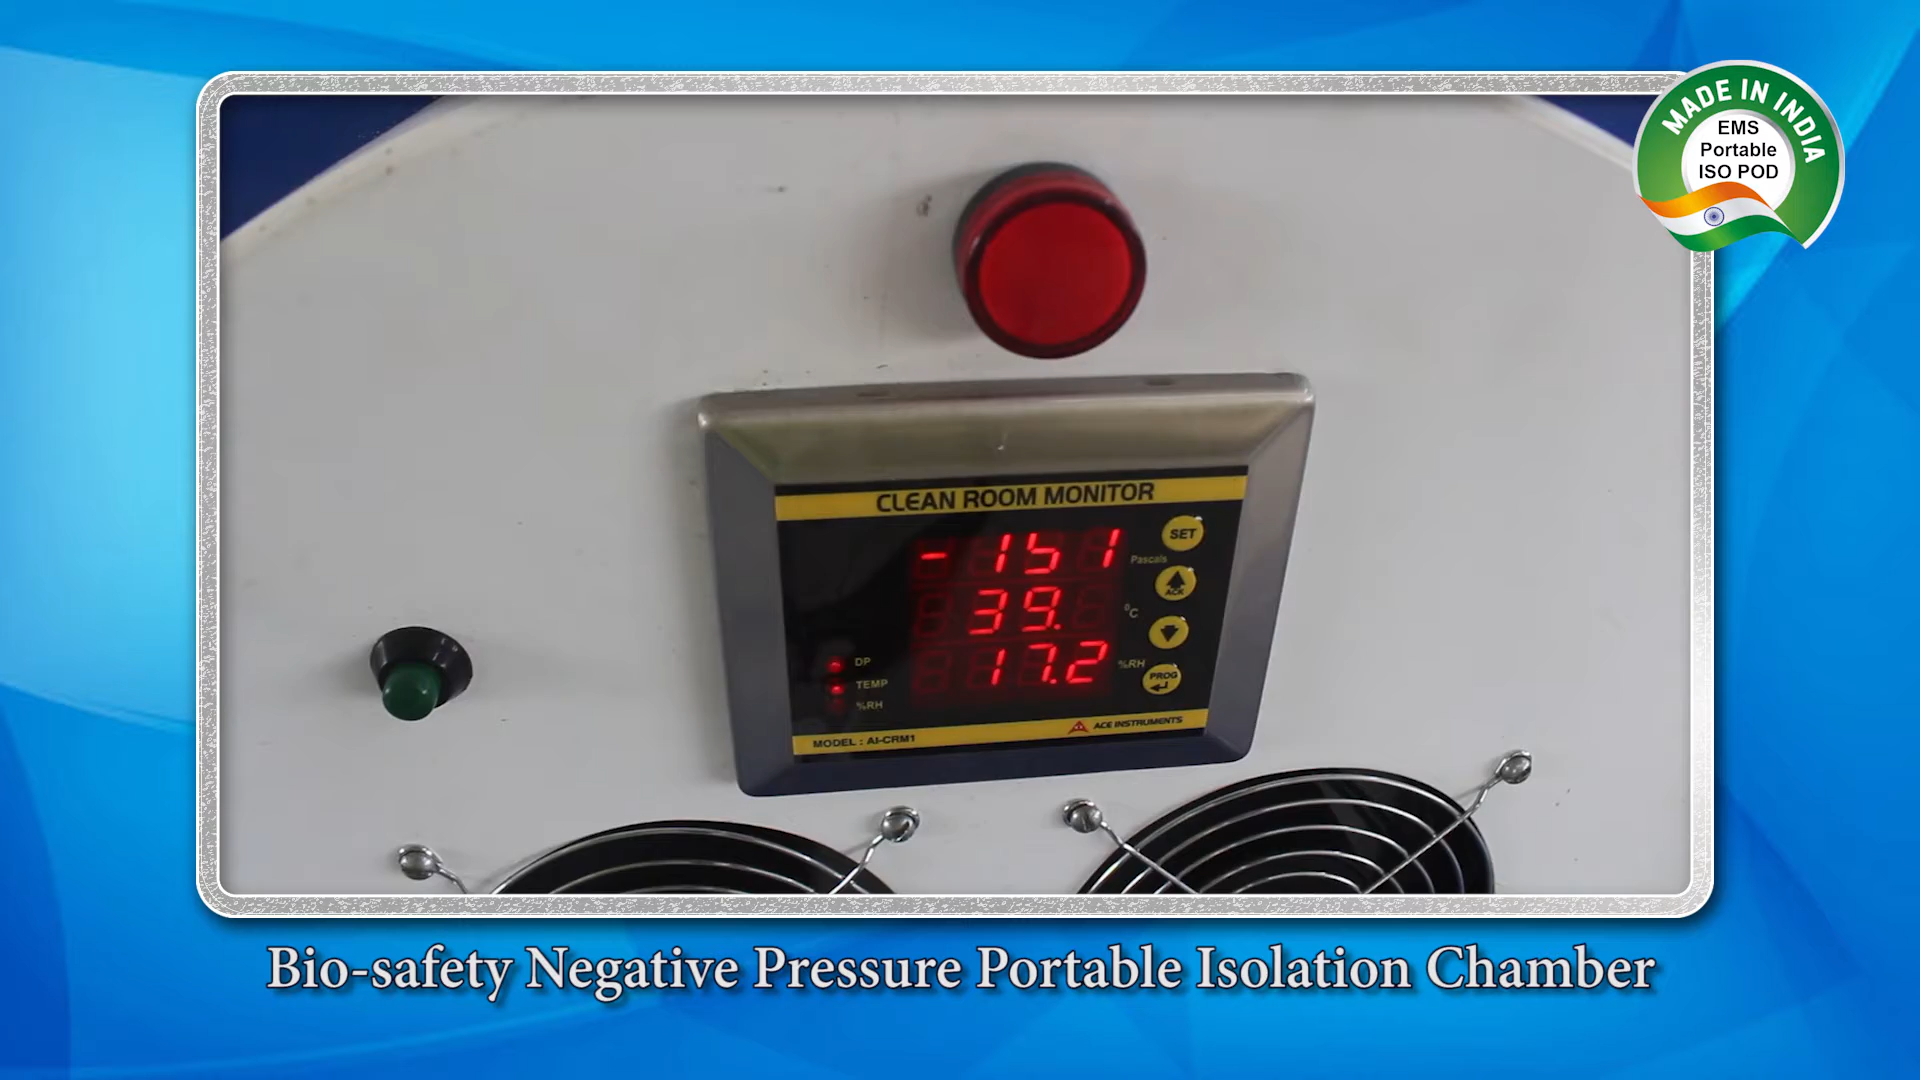 MADE IN INDIA
EMS
Portable
ISO POD
CLEAN ROOM MONITOR
SET
Pascals
ACK
°C
%RH
PROG
DP
TEMP
%RH
MODEL : AI-CRM1
ACE INSTRUMENTS
39.
17.2
Bio-safety Negative Pressure Portable Isolation Chamber